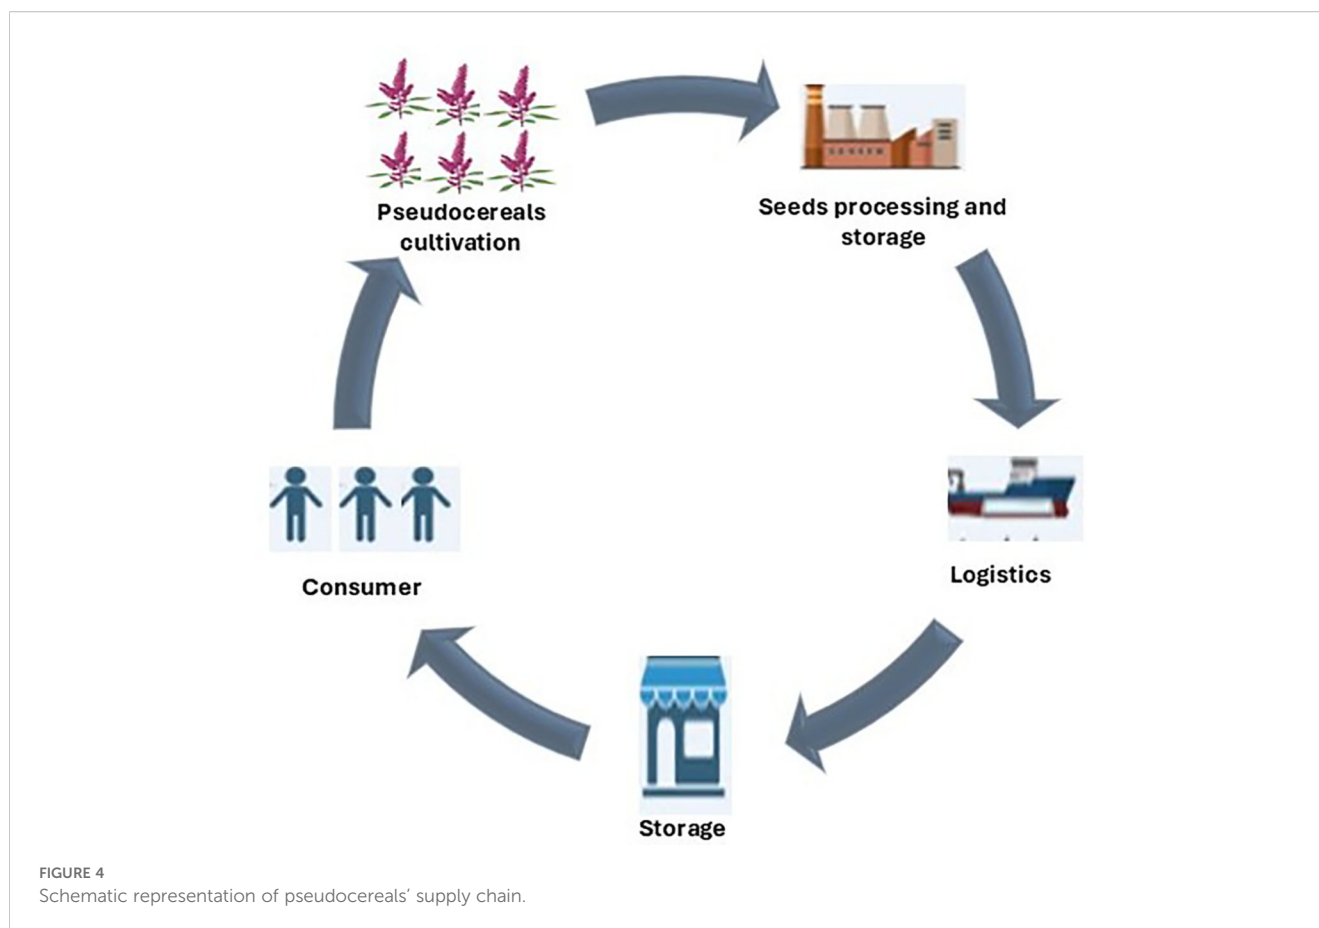 Pseudocereals
cultivation
Seeds processing and
storage
Logistics
Storage
Consumer
FIGURE 4
Schematic representation of pseudocereals’ supply chain.